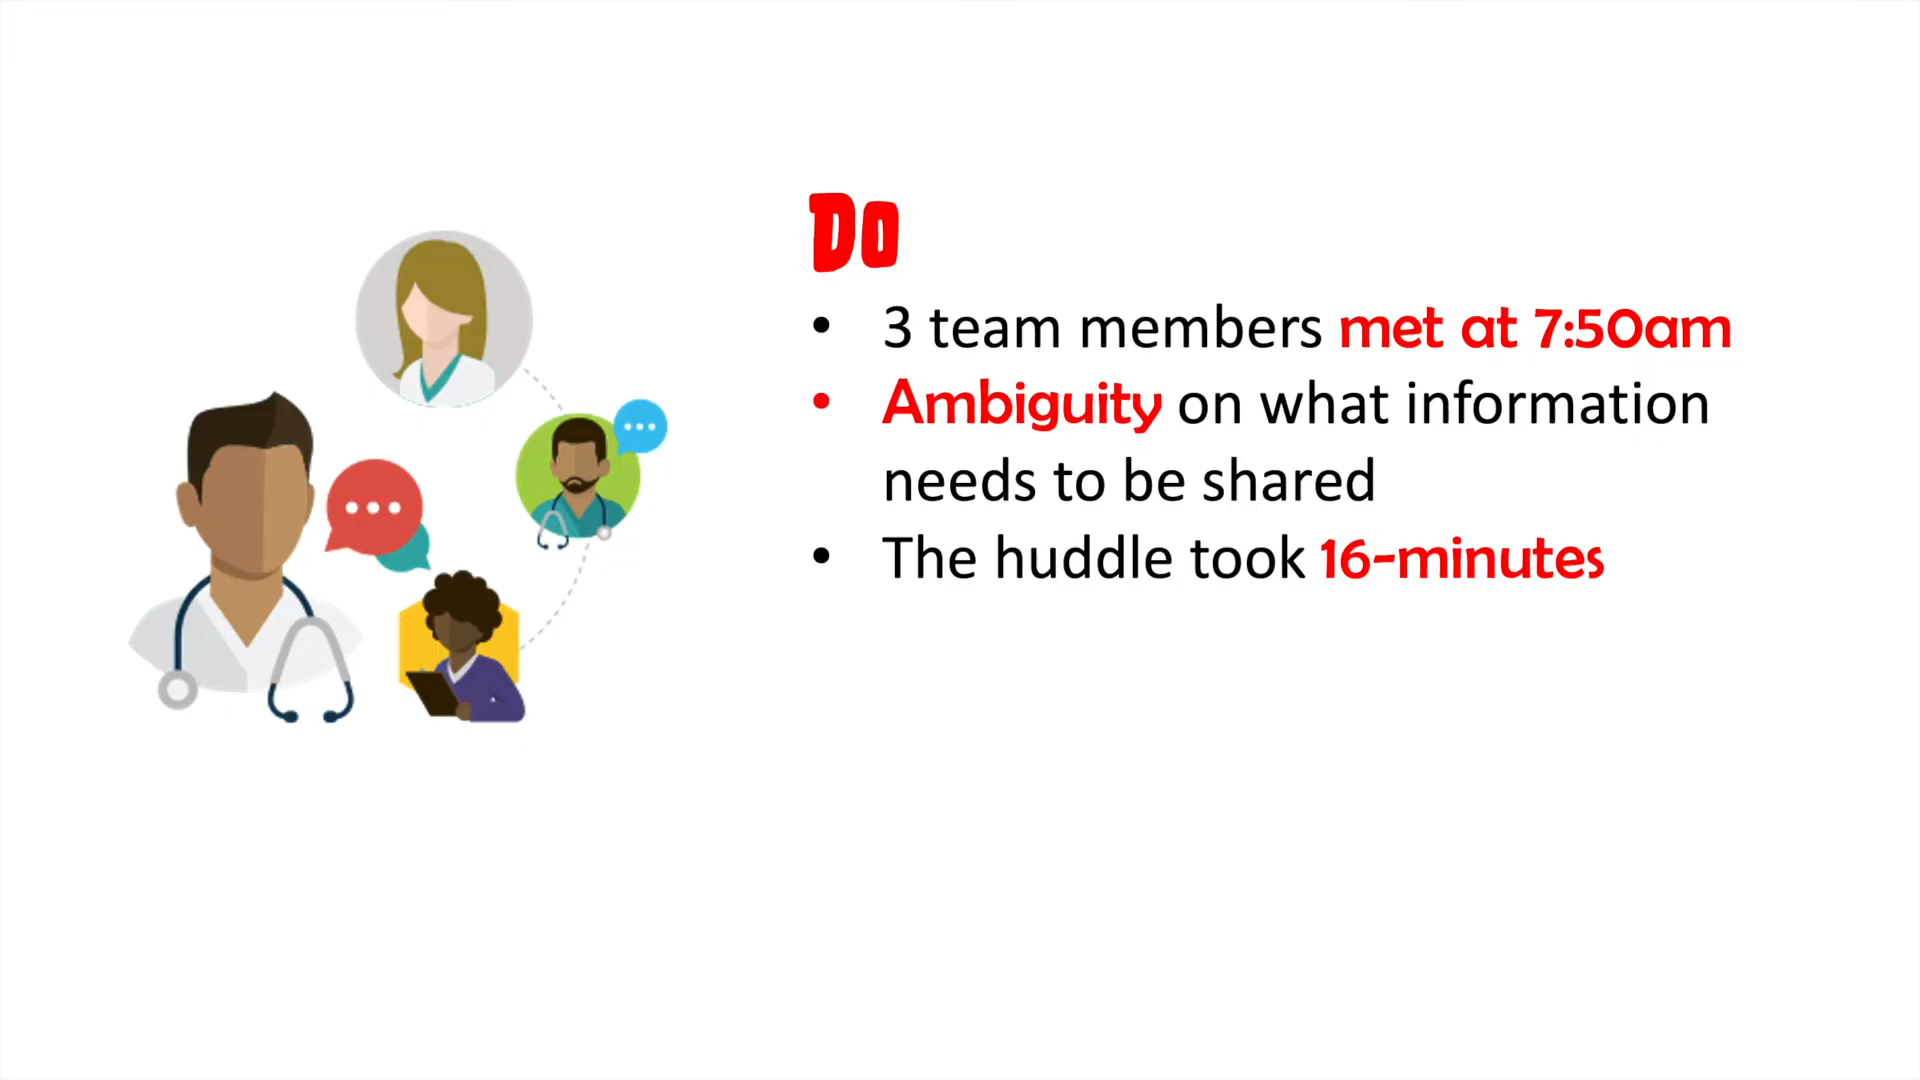 Do
• 3 team members met at 7:50am
• Ambiguity on what information
needs to be shared
• The huddle took 16-minutes